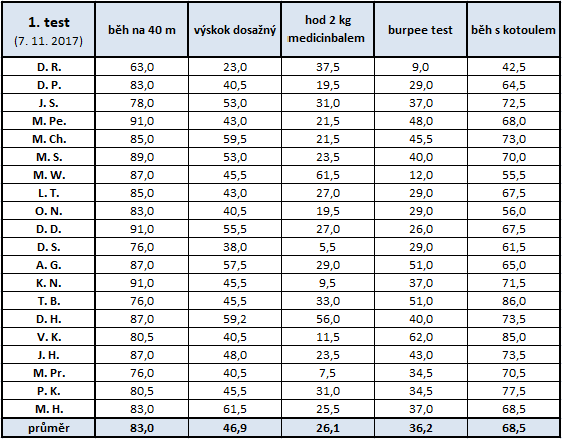 1. test
(7. 11. 2017) běh na 40 m výskok dosažný hod 2 kg medicinbalem burpee test běh s kotoulem
D. R. 63,0 23,0 37,5 9,0 42,5
D. P. 83,0 40,5 19,5 29,0 64,5
J. S. 78,0 53,0 31,0 37,0 72,5
M. Pe. 91,0 43,0 21,5 48,0 68,0
M. Ch. 85,0 59,5 21,5 45,5 73,0
M. S. 89,0 53,0 23,5 40,0 70,0
M. W. 87,0 45,5 61,5 12,0 55,5
L. T. 85,0 43,0 27,0 29,0 67,5
O. N. 83,0 40,5 19,5 29,0 56,0
D. D. 91,0 55,5 27,0 26,0 67,5
D. S. 76,0 38,0 5,5 29,0 61,5
A. G. 87,0 57,5 29,0 51,0 65,0
K. N. 91,0 45,5 9,5 37,0 71,5
T. B. 76,0 45,5 33,0 51,0 86,0
D. H. 87,0 59,2 56,0 40,0 73,5
V. K. 80,5 40,5 11,5 62,0 85,0
J. H. 87,0 48,0 23,5 43,0 73,5
M. Pr. 76,0 40,5 7,5 34,5 70,5
P. K. 80,5 45,5 31,0 34,5 77,5
M. H. 83,0 61,5 25,5 37,0 68,5
průměr 83,0 46,9 26,1 36,2 68,5